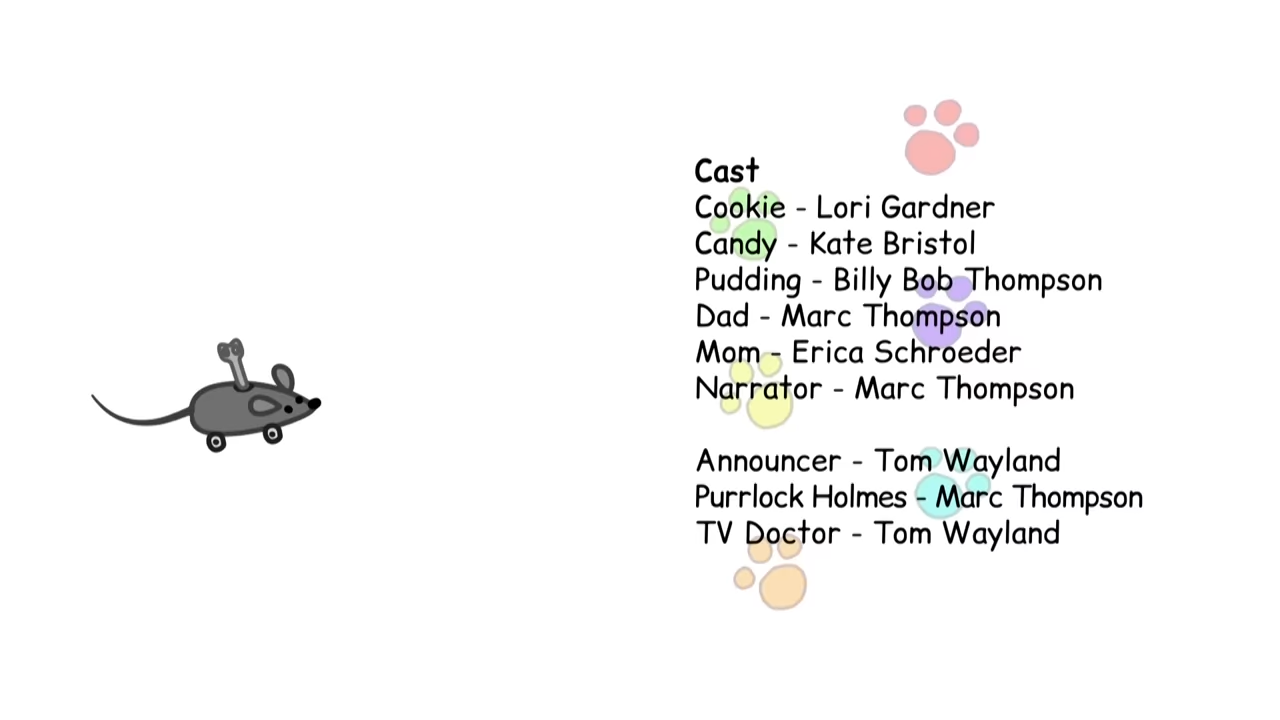 Cast
Cookie - Lori Gardner
Candy - Kate Bristol
Pudding - Billy Bob Thompson
Dad - Marc Thompson
Mom - Erica Schroeder
Narrator - Marc Thompson
Announcer - Tom Wayland
Purrlock Holmes - Marc Thompson
TV Doctor - Tom Wayland